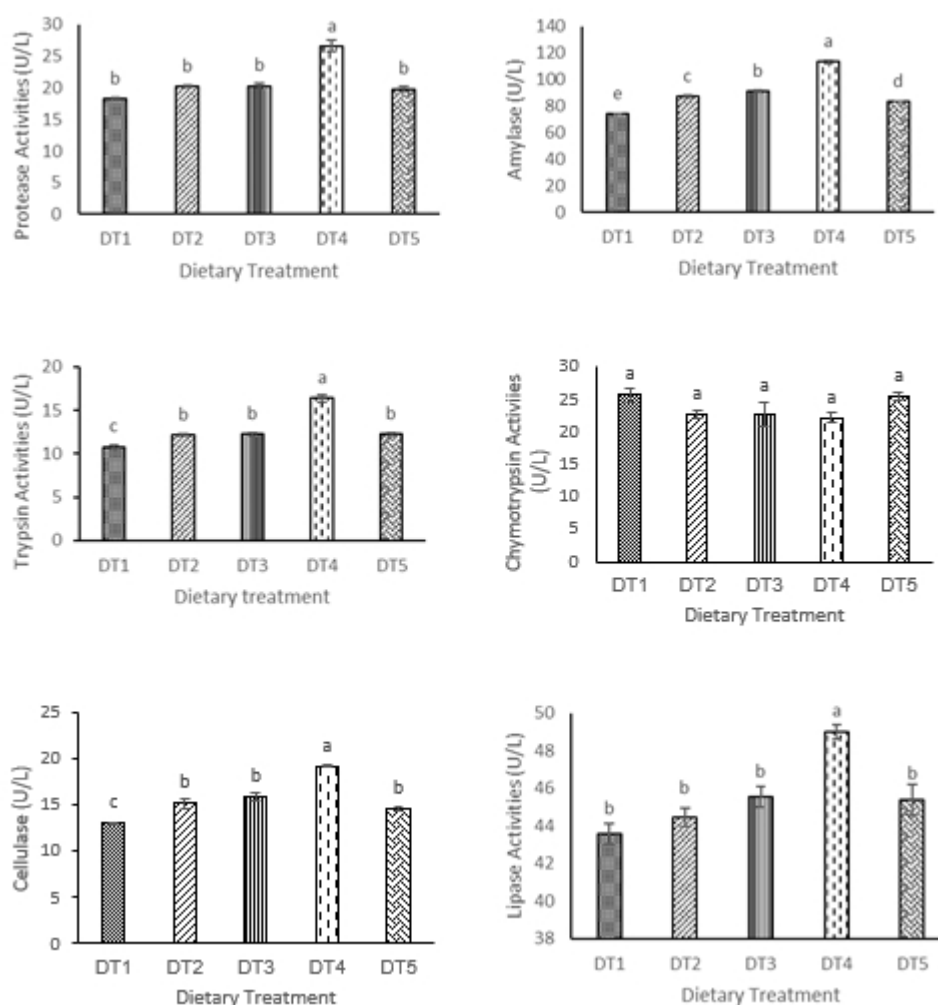 Protease Activities (U/L)
30
25
20
15
10
5
0
b
b
b
a
b
DT1 DT2 DT3 DT4 DT5
Dietary Treatment
Amylase (U/L)
140
120
100
80
60
40
20
0
e
c
b
a
d
DT1 DT2 DT3 DT4 DT5
Dietary Treatment
Trypsin Activities (U/L)
20
15
10
5
0
c
b
b
a
b
DT1 DT2 DT3 DT4 DT5
Dietary treatment
Chymotrypsin Activiies
(U/L)
30
25
20
15
10
5
0
a
a
a
a
a
DT1 DT2 DT3 DT4 DT5
Dietary Treatment
Cellulase (U/L)
25
20
15
10
5
0
c
b
b
a
b
DT1 DT2 DT3 DT4 DT5
Dietary Treatment
Lipase Activities (U/L)
50
48
46
44
42
40
38
b
b
b
a
b
DT1 DT2 DT3 DT4 DT5
Dietary Treatment